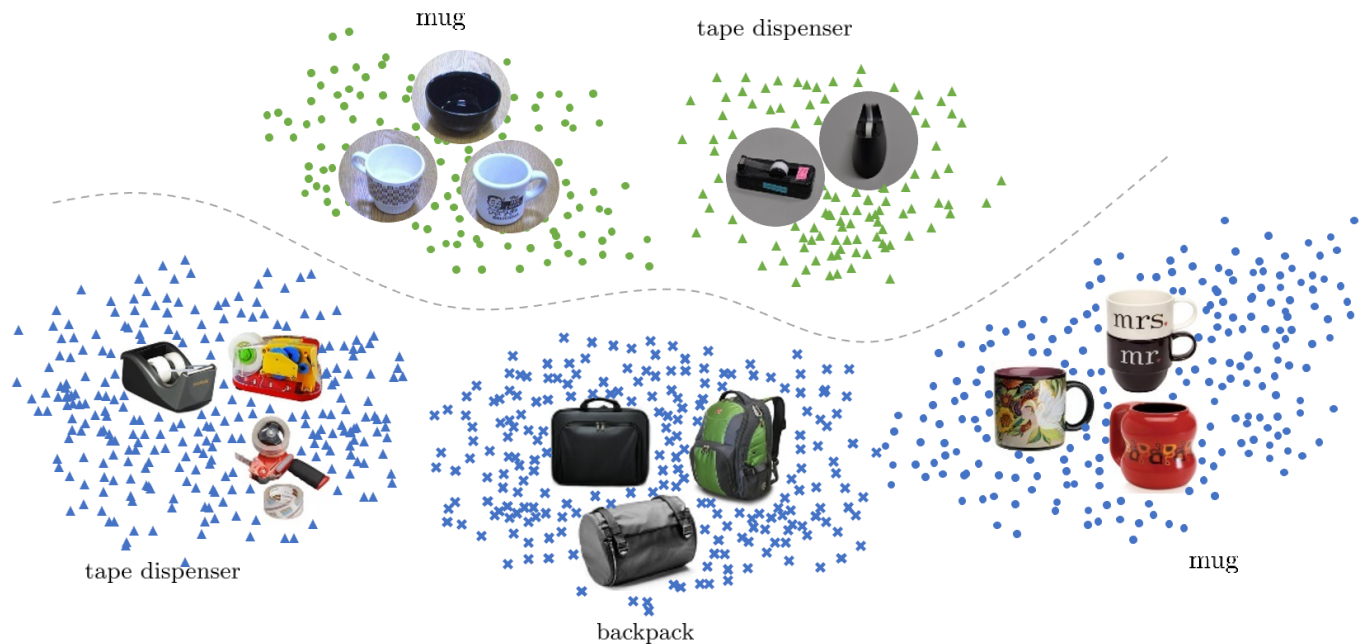 mug
tape dispenser
mrs.
mr.
tape dispenser
mug
backpack